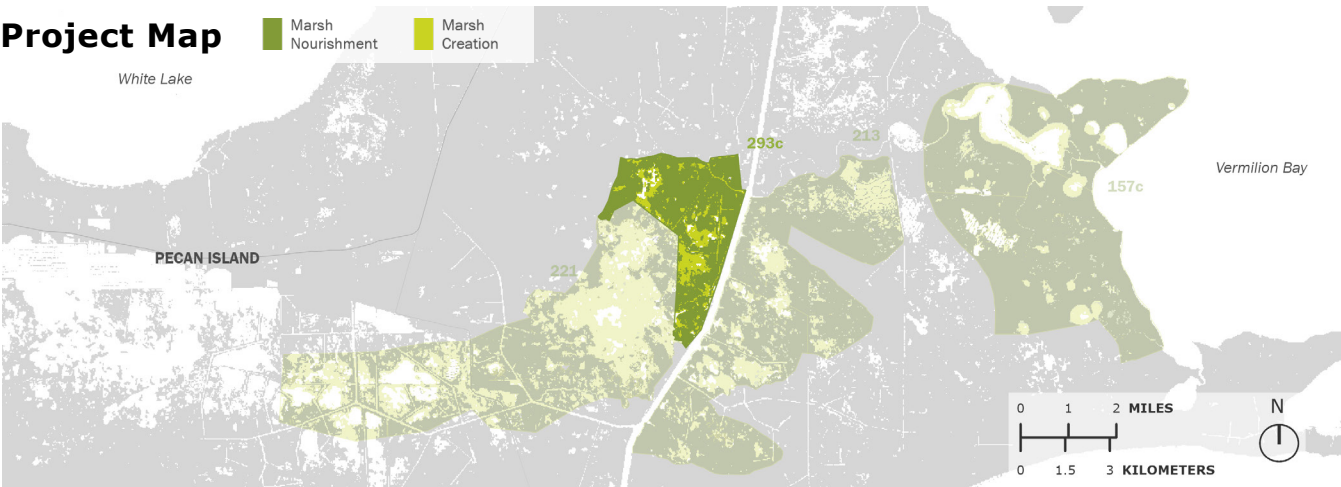 Project Map
Marsh
Nourishment
Marsh
Creation
White Lake
293c
213
Vermilion Bay
157c
PECAN ISLAND
221
0 1 2 MILES
N
0 1.5 3 KILOMETERS